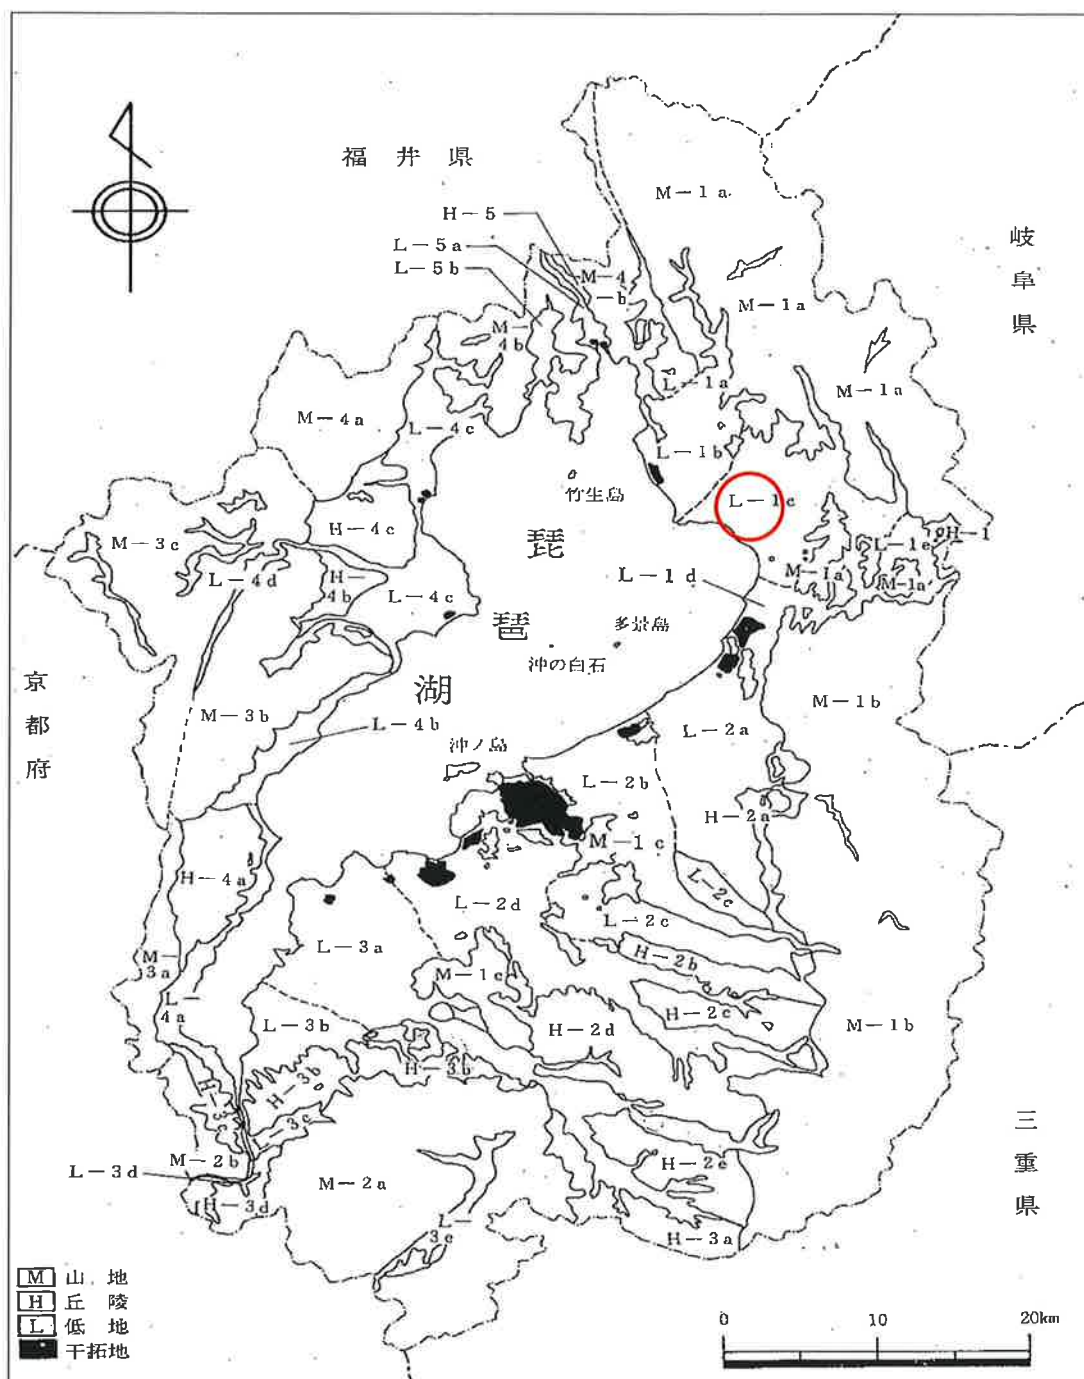 福井県
岐阜県
M-1a
H-5
L-5a
L-5b
M-4
-b
M-1a
M-
4b
M-1a
L-1a
M-4a
L-4c
L-1b
竹生島
L-1c
H-4c
M-3c
琵
琶
湖
L-1e
H-1
L-4d
H-
4b
M-1a
M-1a
L-4c
L-1d
多景島
沖の白石
京都府
M-1b
M-3b
L-4b
L-2a
沖ノ島
L-2b
H-2a
M-1c
H-4a
L-2c
L-2d
L-2c
L-3a
H-2b
M-
3a
M-1c
L-
4a
H-2c
L-3b
H-2d
M-1b
H-3b
H-3b
三重県
M-2b
L-3d
M-2a
H-2e
H-3d
L-
3e
H-3a
M 山地
H 丘陵
L 低地
干拓地
0 10 20km